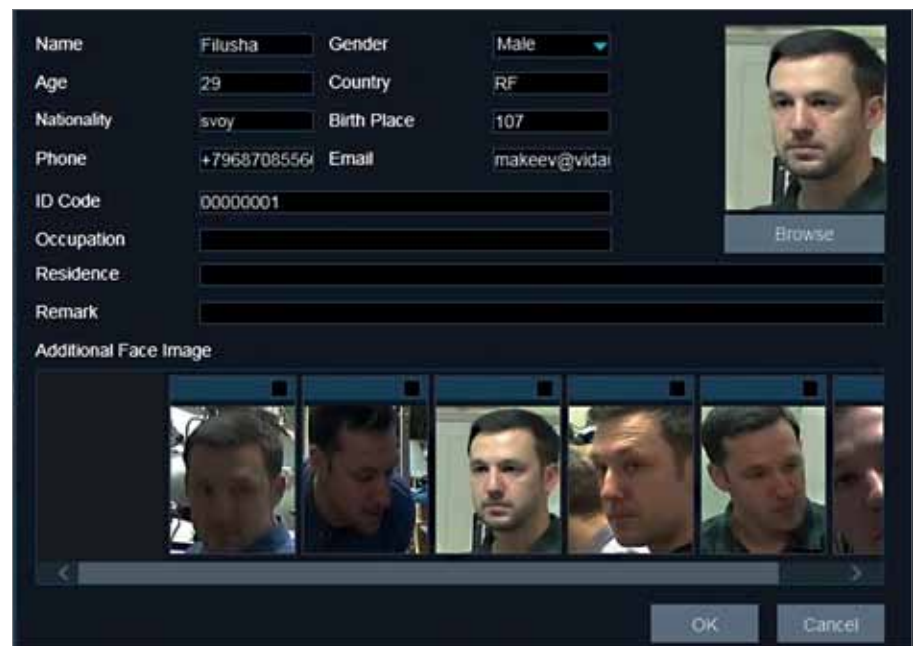 Name Filusha Gender Male
Age 29 Country RF
Nationality svoy Birth Place 107
Phone +7968708556 Email makeev@vida
ID Code 00000001
Occupation
Browse
Residence
Remark
Additional Face Image
OK Cancel